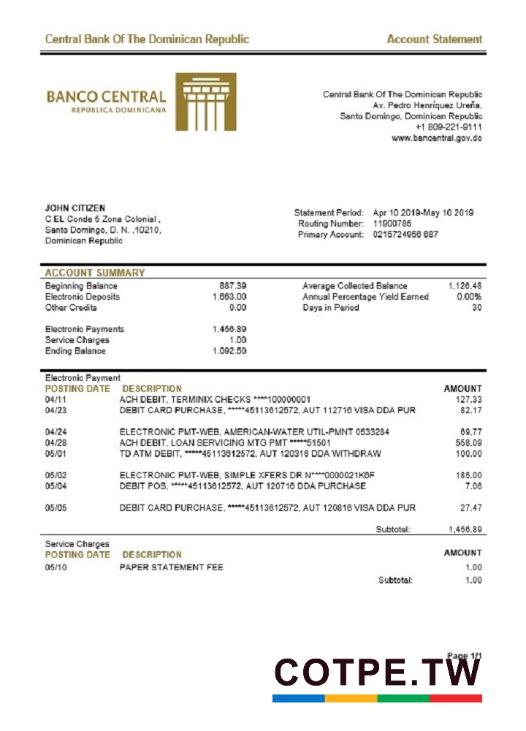 Central Bank Of The Dominican Republic Account Statement
BANCO CENTRAL
REPÚBLICA DOMINICANA
Central Bank Of The Dominican Republic
Av. Pedro Henríquez Ureña,
Santo Domingo, Dominican Republic
+1 809-221-9111
www.bancentral.gov.do
JOHN CITIZEN
C EL Conde 5 Zona Colonial ,
Santo Domingo, D. N. ,10210,
Dominican Republic
Statement Period: Apr 10 2019-May 10 2019
Routing Number: 11900785
Primary Account: 0215724956 687
ACCOUNT SUMMARY
Beginning Balance 887.39 Average Collected Balance 1.126.48
Electronic Deposits 1.663.00 Annual Percentage Yield Earned 0.00%
Other Credits 0.00 Days in Period 30
Electronic Payments 1.456.89
Service Charges 1.00
Ending Balance 1.092.50
Electronic Payment
POSTING DATE DESCRIPTION AMOUNT
04/11 ACH DEBIT, TERMINIX CHECKS ****100000001 127.33
04/23 DEBIT CARD PURCHASE, *****45113612572, AUT 112716 VISA DDA PUR 82.17
04/24 ELECTRONIC PMT-WEB, AMERICAN-WATER UTIL-PMNT 0533284 69.77
04/28 ACH DEBIT, LOAN SERVICING MTG PMT *****51501 558.09
05/01 TD ATM DEBIT, *****45113612572, AUT 120316 DDA WITHDRAW 100.00
05/02 ELECTRONIC PMT-WEB, SIMPLE XFERS DR N****0000021K6F 185.00
05/04 DEBIT POS, *****45113612572, AUT 120716 DDA PURCHASE 7.06
05/05 DEBIT CARD PURCHASE, *****45113612572, AUT 120816 VISA DDA PUR 27.47
Subtotal: 1,456.89
Service Charges
POSTING DATE DESCRIPTION AMOUNT
05/10 PAPER STATEMENT FEE 1.00
Subtotal: 1.00
Page 1/1
COTPE.TW